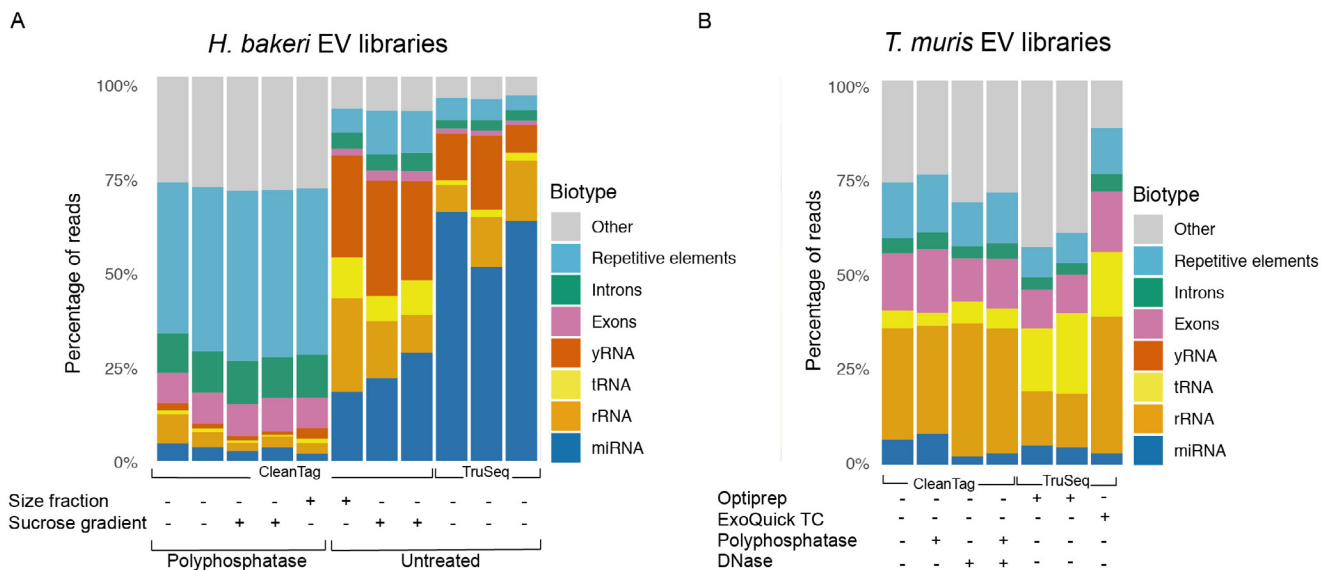 A
H. bakeri EV libraries
100%
75%
50%
25%
0%
Percentage of reads
Biotype
Other
Repetitive elements
Introns
Exons
yRNA
tRNA
rRNA
miRNA
CleanTag
TruSeq
Size fraction - - - - + + - - - - -
Sucrose gradient - - + + - - + + - - -
Polyphosphatase
Untreated
B
T. muris EV libraries
100%
75%
50%
25%
0%
Percentage of reads
Biotype
Other
Repetitive elements
Introns
Exons
yRNA
tRNA
rRNA
miRNA
CleanTag
TruSeq
Optiprep - - - - + + -
ExoQuick TC - - - - - - +
Polyphosphatase - + - + - - -
DNase - - + + - - -